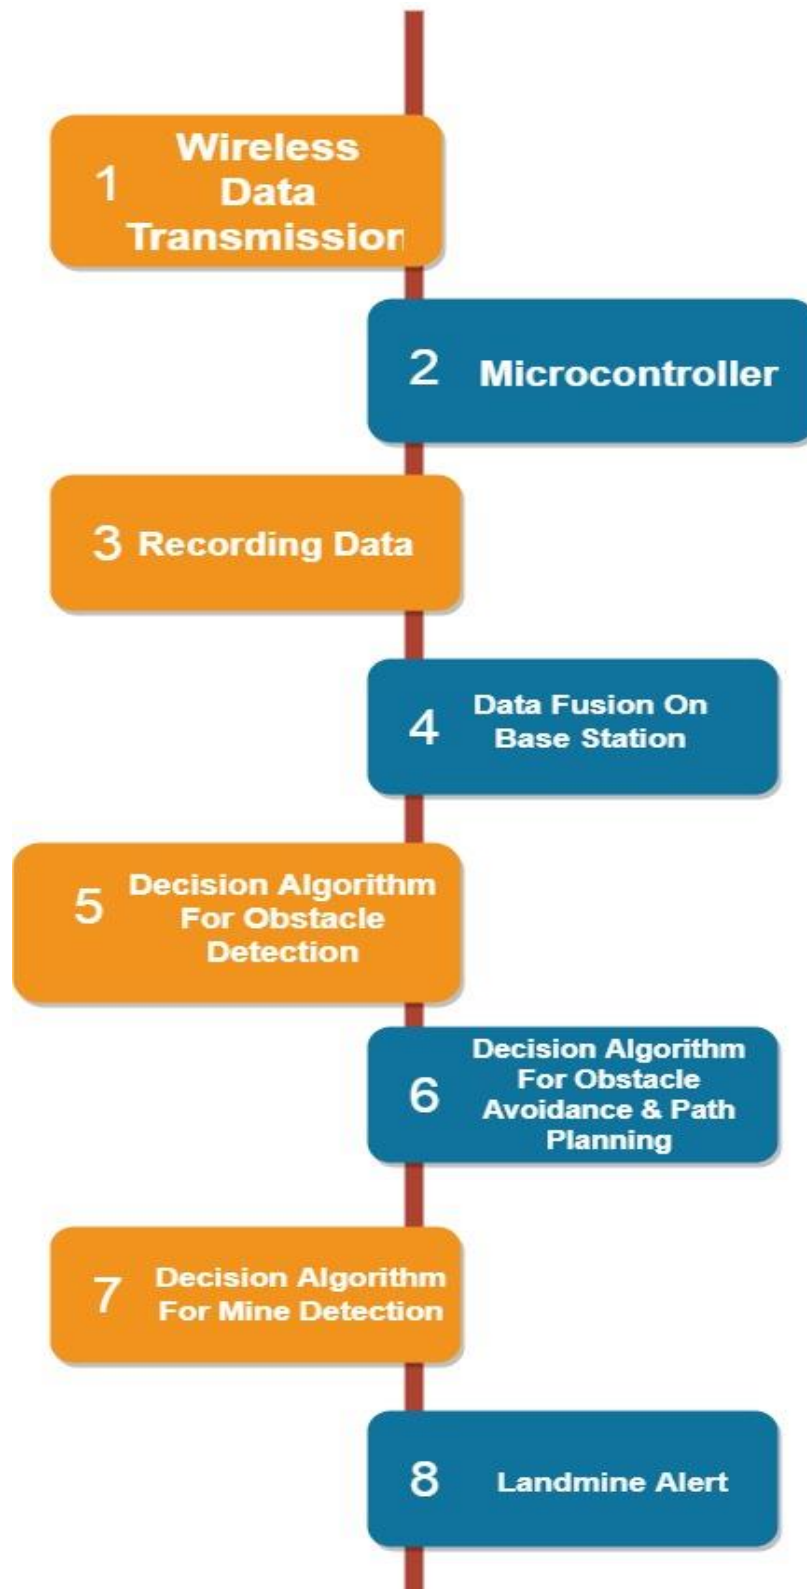 1
Wireless
Data
Transmission
2
Microcontroller
3 Recording Data
4
Data Fusion On
Base Station
5
Decision Algorithm
For Obstacle
Detection
6
Decision Algorithm
For Obstacle
Avoidance & Path
Planning
7
Decision Algorithm
For Mine Detection
8
Landmine Alert